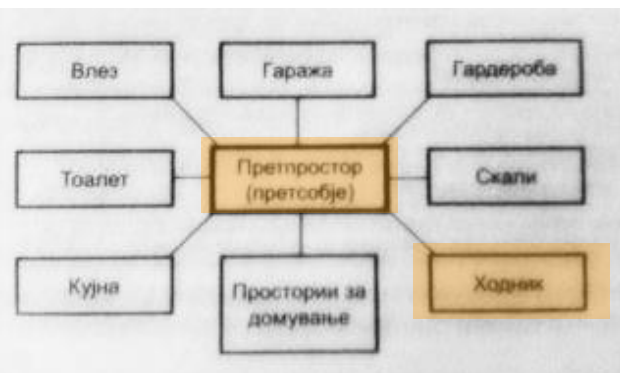 Влез
Гаража
Гардероба
Тоалет
Претпростор
(претсобје)
Скали
Кујна
Простории за
домување
Ходник